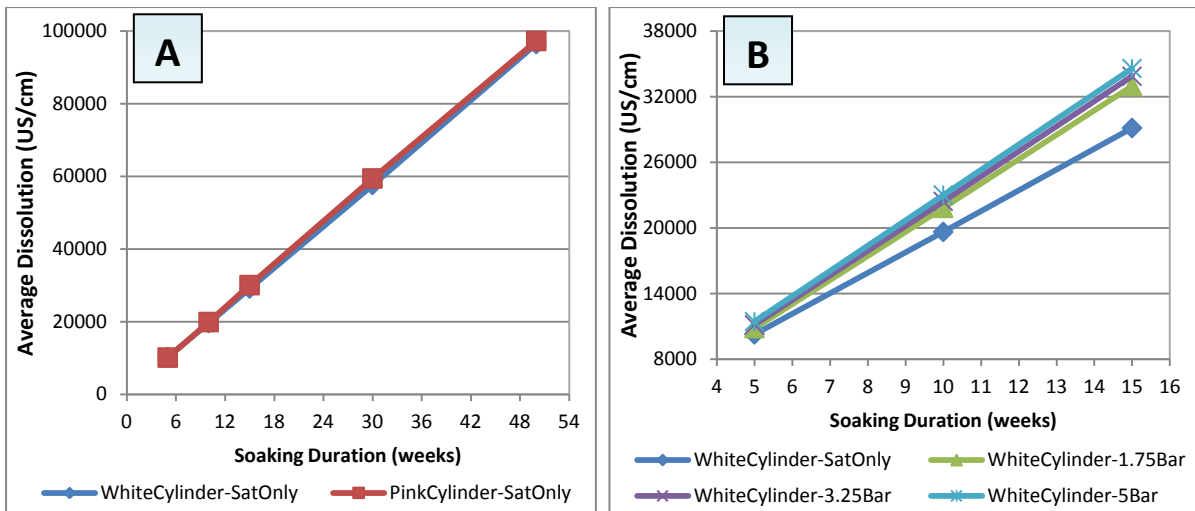 A
Average Dissolution (US/cm)
100000
80000
60000
40000
20000
0
0 6 12 18 24 30 36 42 48 54
Soaking Duration (weeks)
WhiteCylinder-SatOnly PinkCylinder-SatOnly
B
Average Dissolution (US/cm)
38000
32000
26000
20000
14000
8000
4 5 6 7 8 9 10 11 12 13 14 15 16
Soaking Duration (weeks)
WhiteCylinder-SatOnly WhiteCylinder-1.75Bar
WhiteCylinder-3.25Bar WhiteCylinder-5Bar